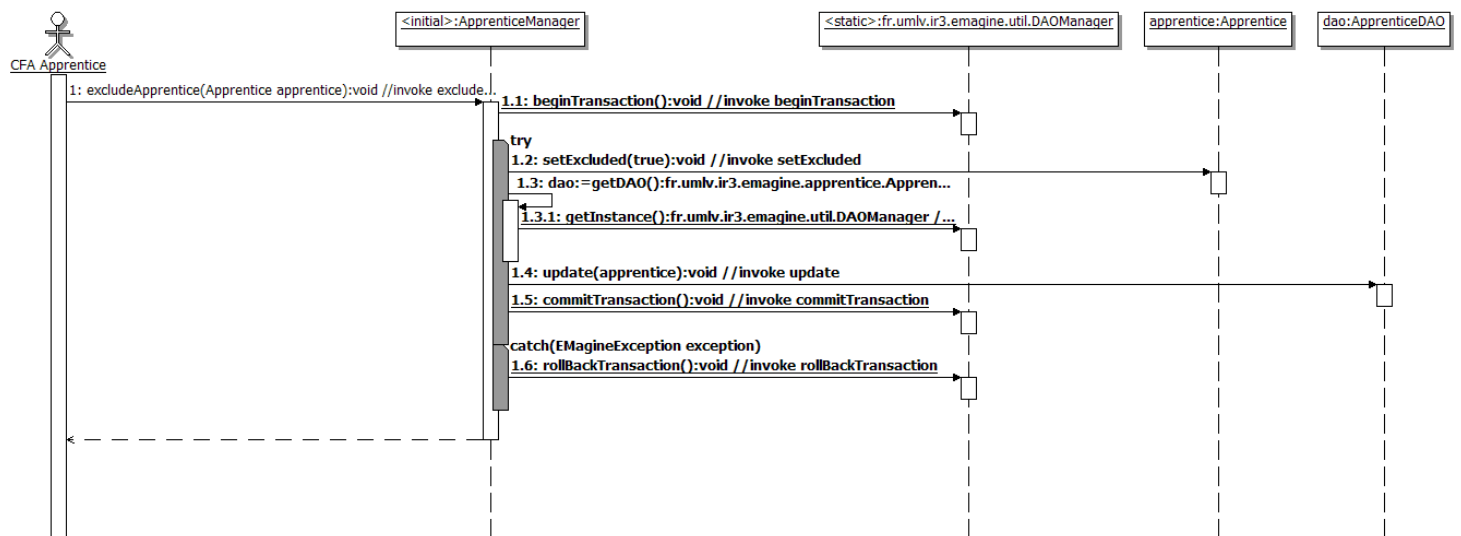 <initial>:ApprenticeManager
<static>:fr.umlv.ir3.emagine.util.DAOManager
apprentice:Apprentice
dao:ApprenticeDAO
CFA Apprentice
1: excludeApprentice(Apprentice apprentice):void //invoke exclude...
1.1: beginTransaction():void //invoke beginTransaction
try
1.2: setExcluded(true):void //invoke setExcluded
1.3: dao:=getDAO():fr.umlv.ir3.emagine.apprentice.Appren...
1.3.1: getInstance():fr.umlv.ir3.emagine.util.DAOManager /...
1.4: update(apprentice):void //invoke update
1.5: commitTransaction():void //invoke commitTransaction
catch(EMagineException exception)
1.6: rollBackTransaction():void //invoke rollBackTransaction